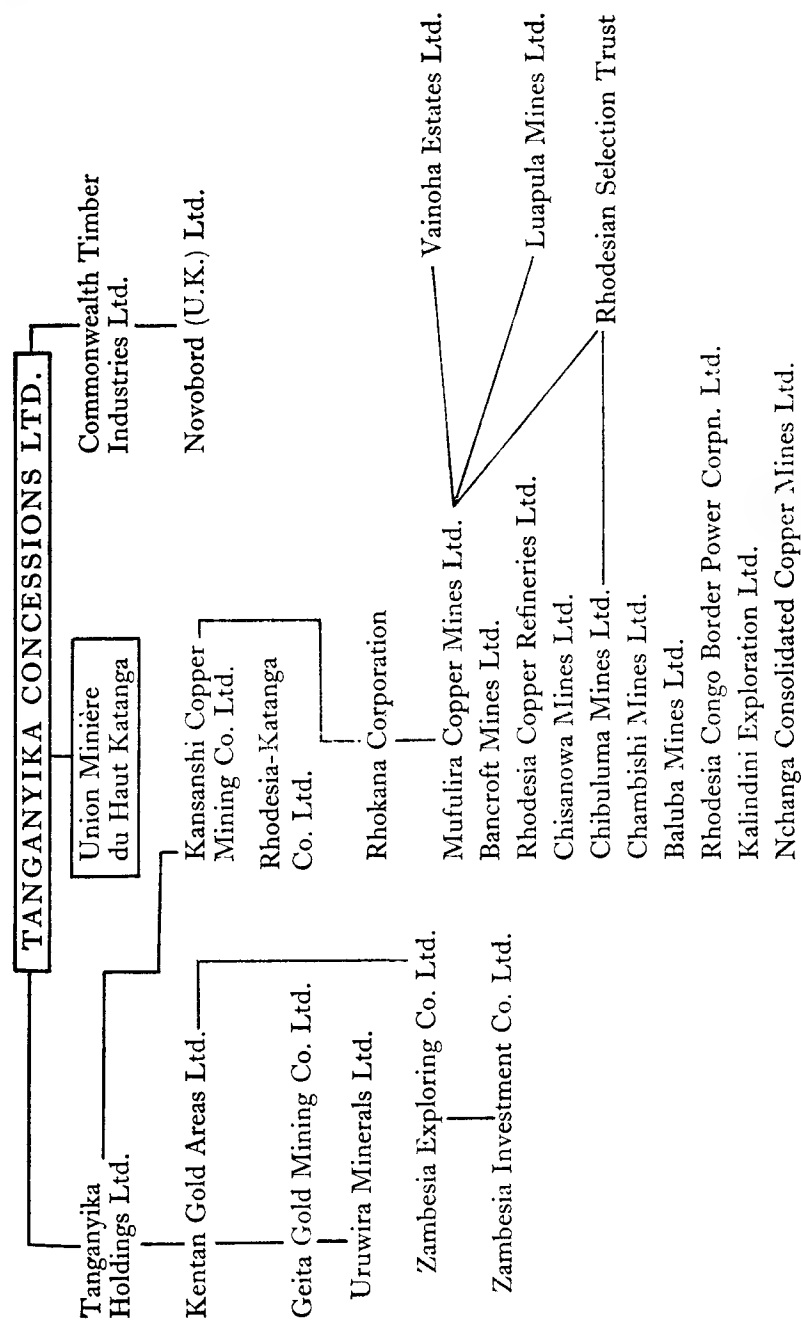 TANGANYIKA CONCESSIONS LTD.
Tanganyika
Holdings Ltd.
Union Minière
du Haut Katanga
Commonwealth Timber
Industries Ltd.
Kentan Gold Areas Ltd.
Kansanshi Copper
Mining Co. Ltd.
Novobord (U.K.) Ltd.
Rhodesia-Katanga
Co. Ltd.
Geita Gold Mining Co. Ltd.
Uruwira Minerals Ltd.
Rhokana Corporation
Zambesia Exploring Co. Ltd.
Zambesia Investment Co. Ltd.
Mufulira Copper Mines Ltd.
Bancroft Mines Ltd.
Rhodesia Copper Refineries Ltd.
Chisanowa Mines Ltd.
Chibuluma Mines Ltd.
Chambishi Mines Ltd.
Baluba Mines Ltd.
Rhodesia Congo Border Power Corpn. Ltd.
Kalindini Exploration Ltd.
Nchanga Consolidated Copper Mines Ltd.
Vainoha Estates Ltd.
Luapula Mines Ltd.
Rhodesian Selection Trust